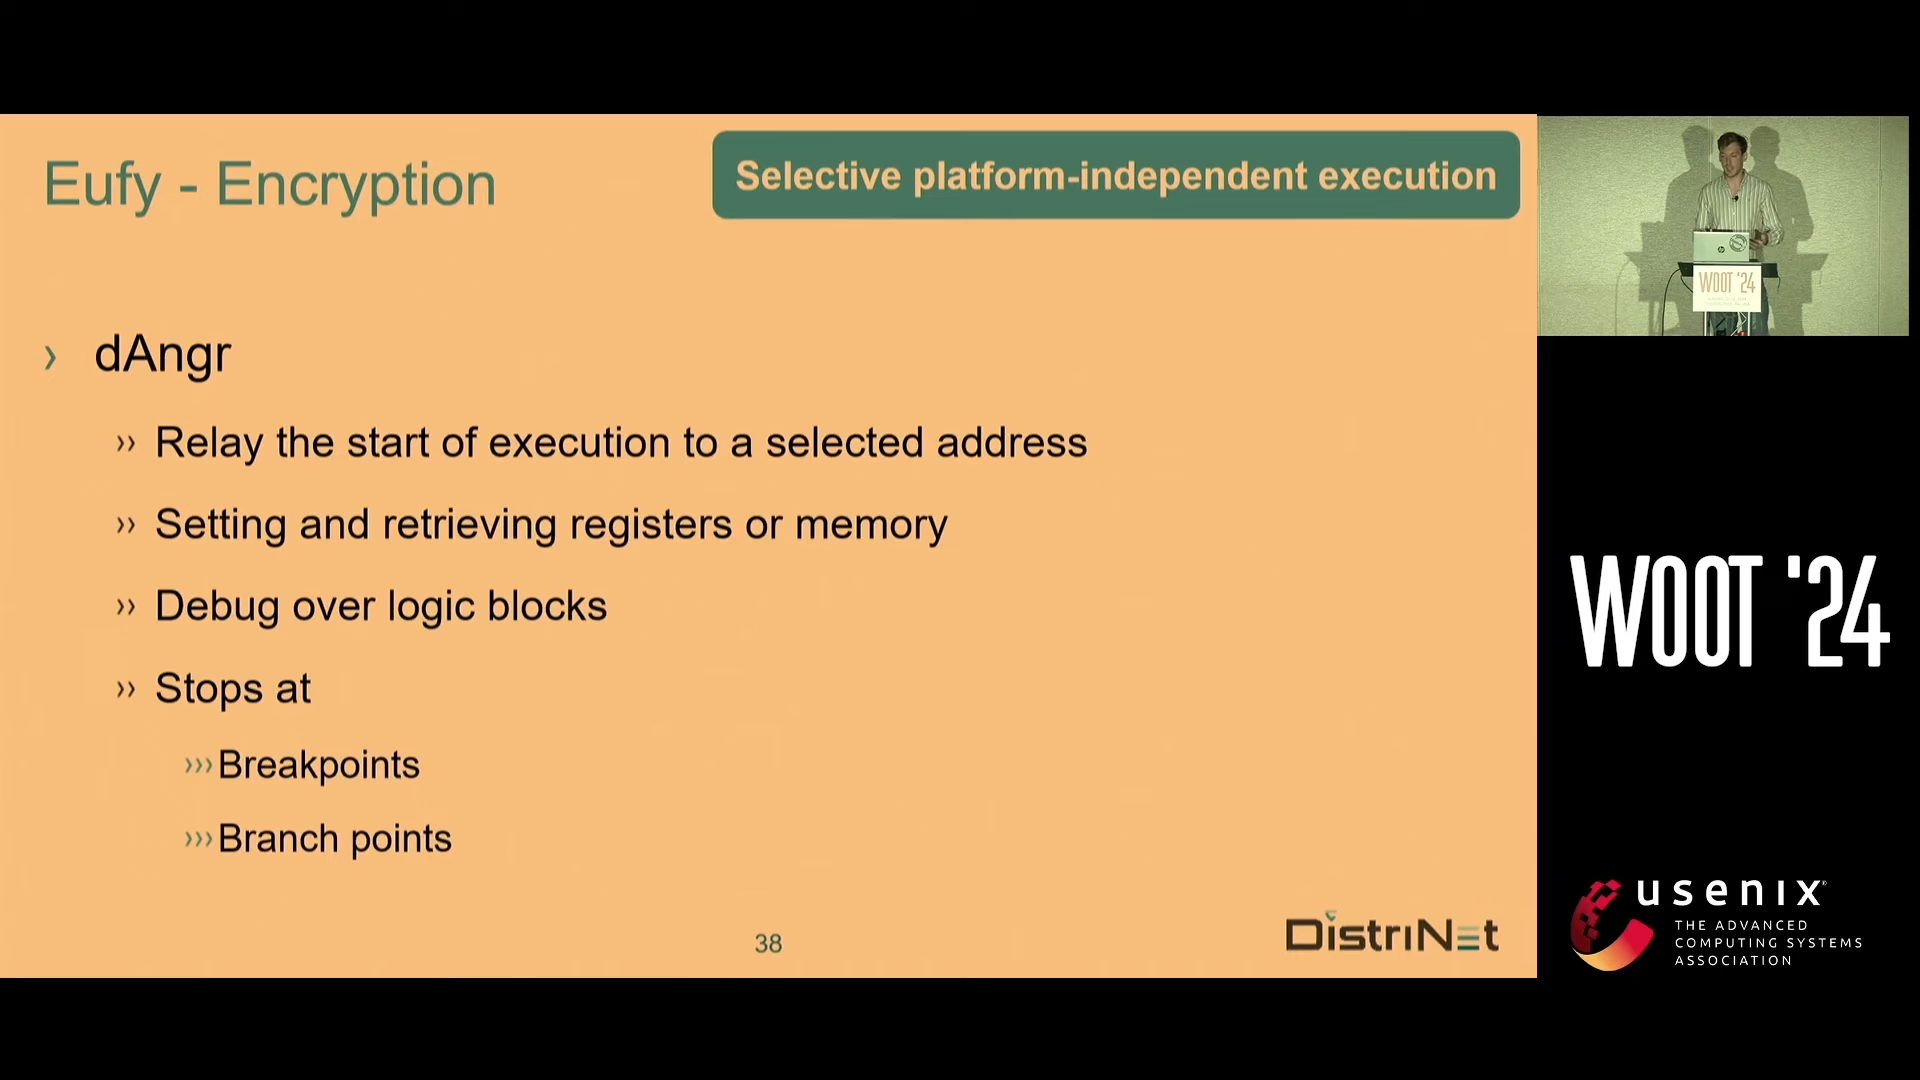 Eufy - Encryption
Selective platform-independent execution
› dAngr
›› Relay the start of execution to a selected address
›› Setting and retrieving registers or memory
›› Debug over logic blocks
›› Stops at
››› Breakpoints
››› Branch points
38
DistriNet
WOOT '24
WOOT '24
usenix
THE ADVANCED
COMPUTING SYSTEMS
ASSOCIATION